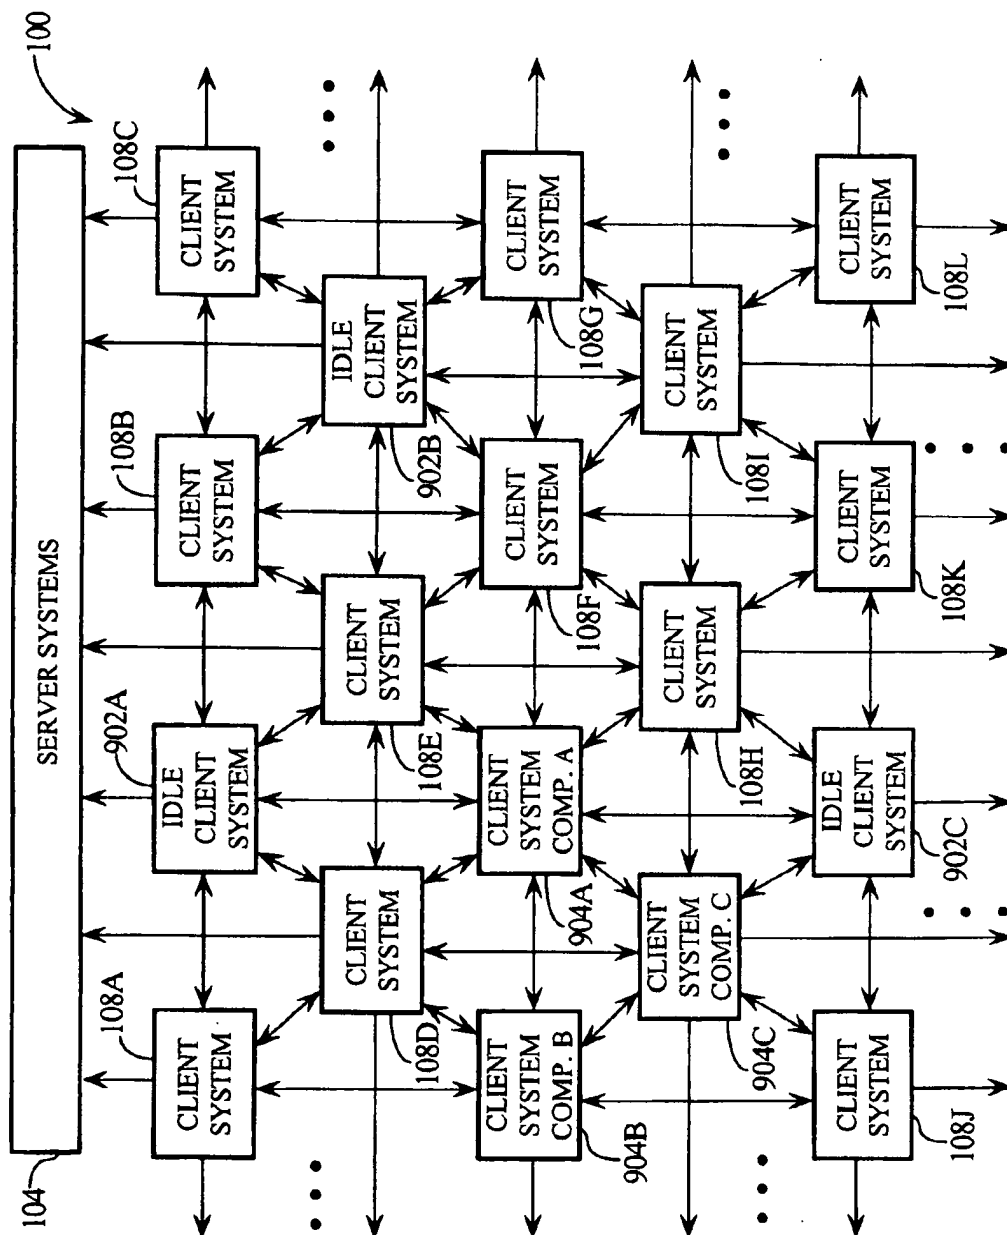 100
104
SERVER SYSTEMS
108A
902A
108B
108C
CLIENT
SYSTEM
IDLE
CLIENT
SYSTEM
CLIENT
SYSTEM
CLIENT
SYSTEM
CLIENT
SYSTEM
CLIENT
SYSTEM
IDLE
CLIENT
SYSTEM
108D
108E
902B
CLIENT
SYSTEM
COMP. B
CLIENT
SYSTEM
COMP. A
CLIENT
SYSTEM
CLIENT
SYSTEM
904B
904A
108F
108G
CLIENT
SYSTEM
COMP. C
CLIENT
SYSTEM
CLIENT
SYSTEM
904C
108H
108I
CLIENT
SYSTEM
IDLE
CLIENT
SYSTEM
CLIENT
SYSTEM
CLIENT
SYSTEM
108J
902C
108K
108L